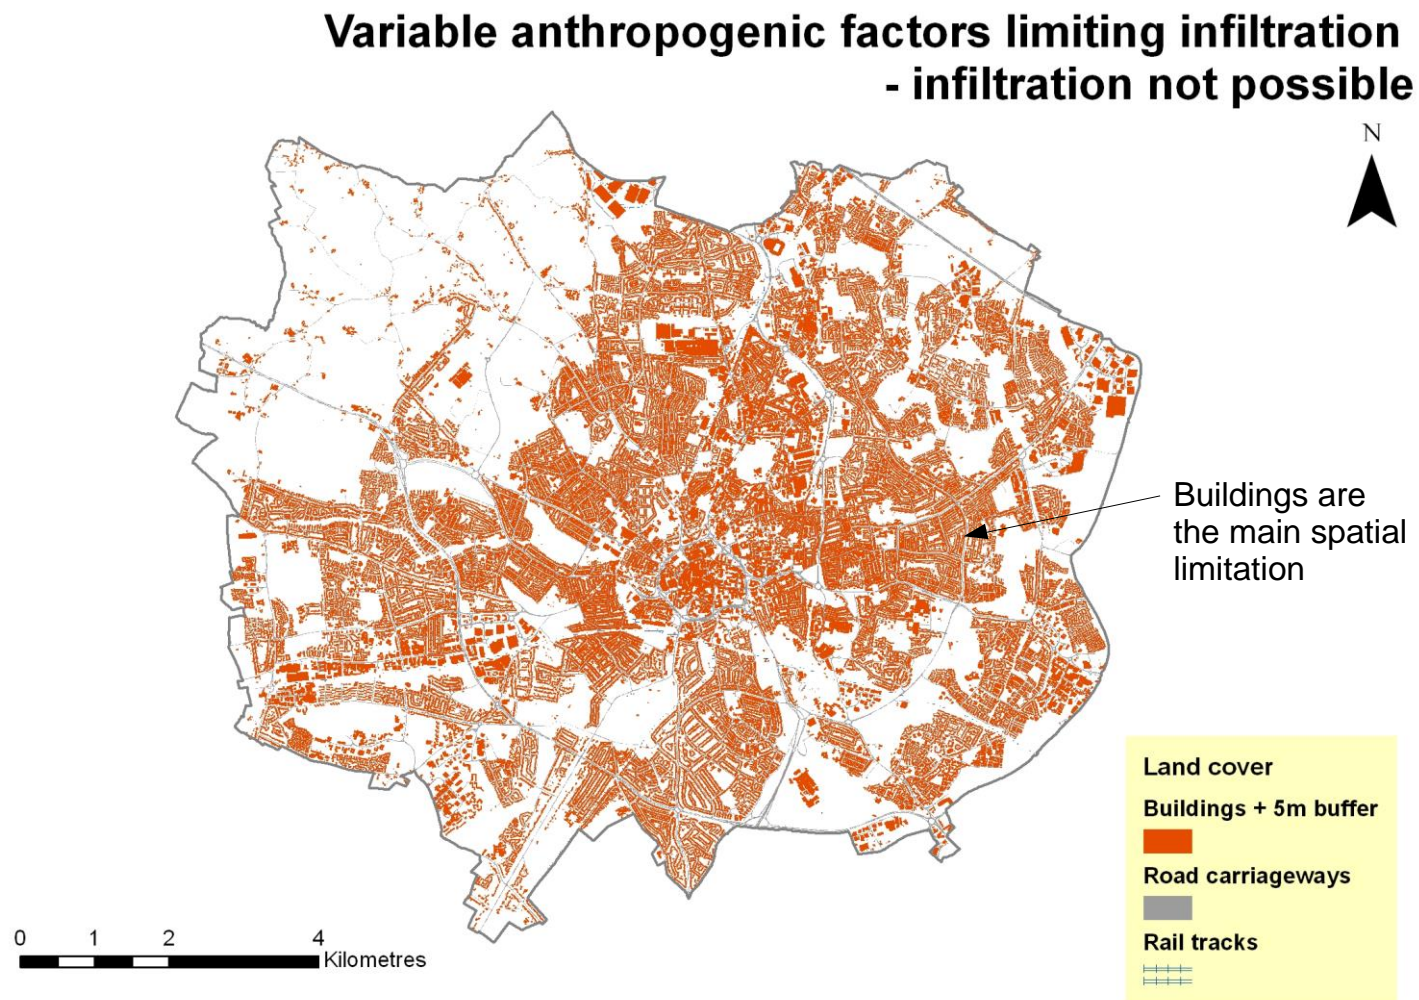 Variable anthropogenic factors limiting infiltration
- infiltration not possible
N
Buildings are
the main spatial
limitation
Land cover
Buildings + 5m buffer
Road carriageways
Rail tracks
0 1 2 4
Kilometres